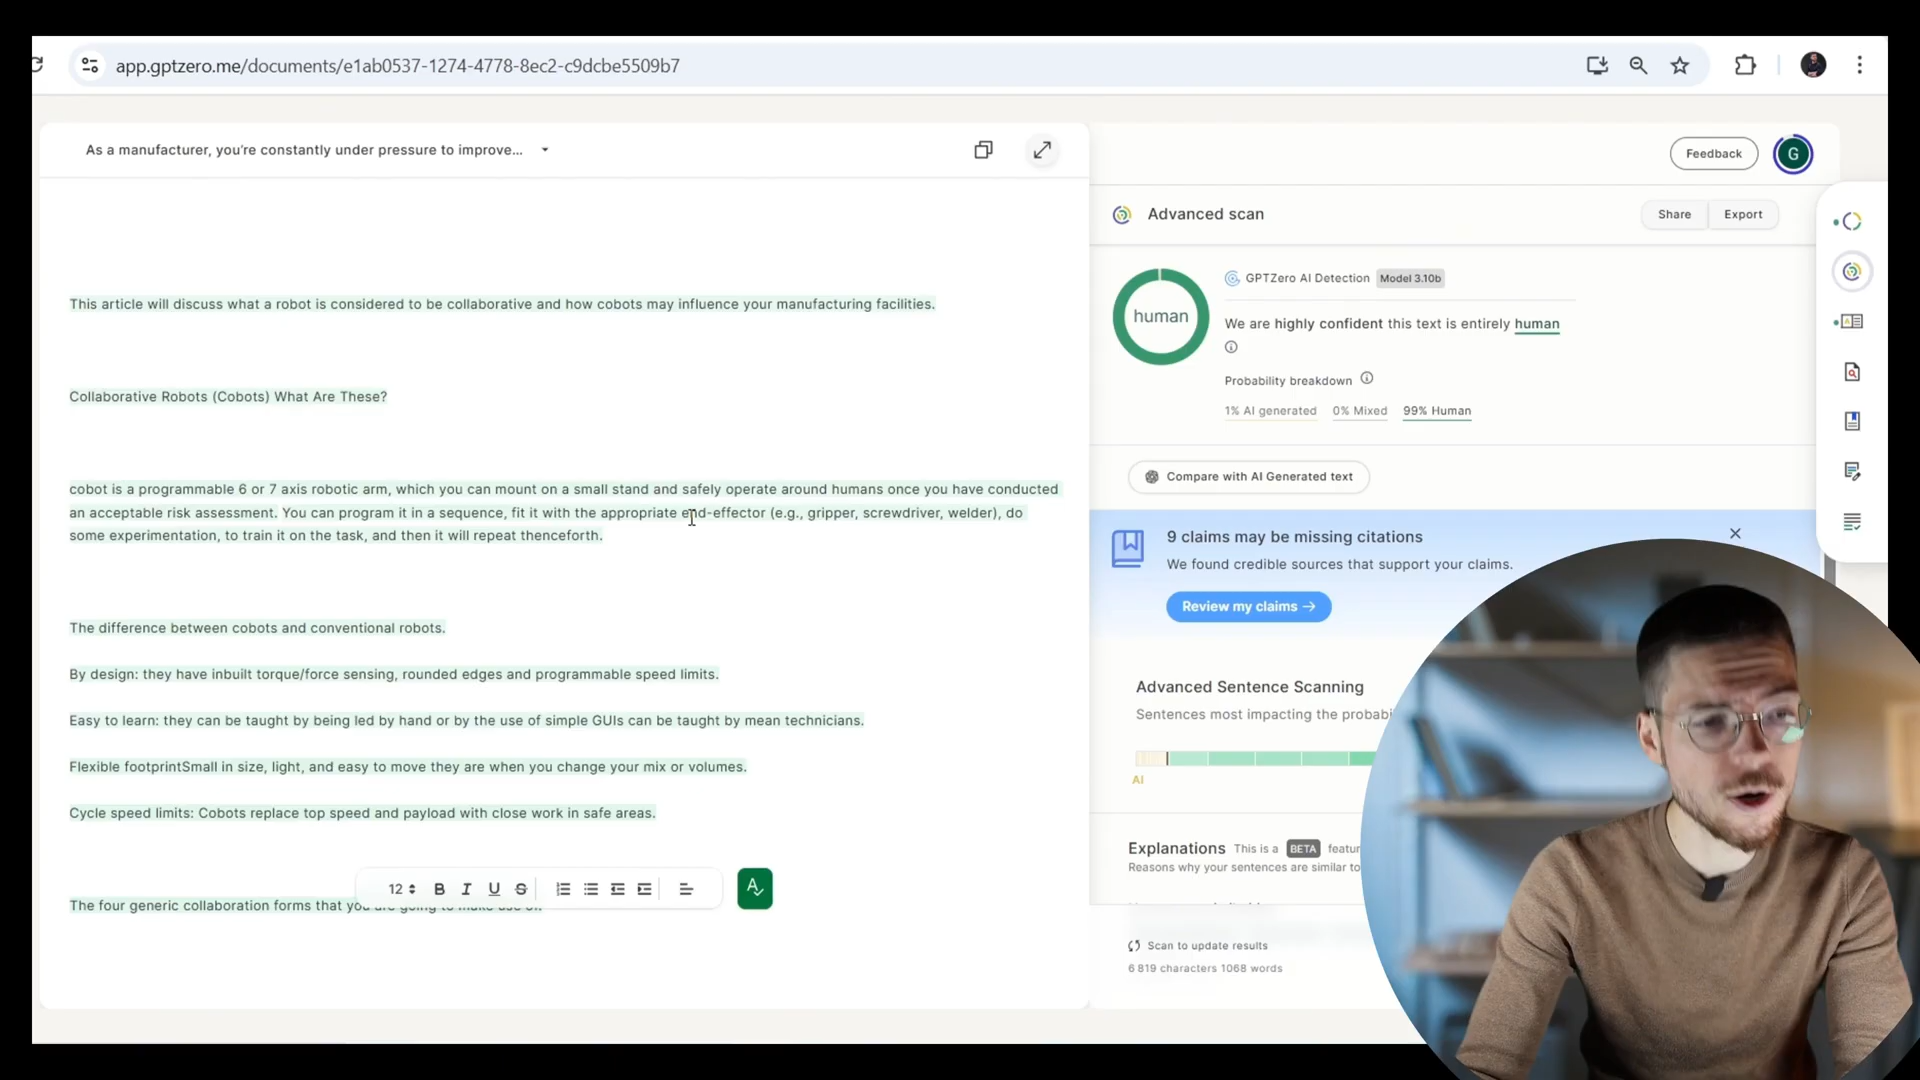 app.gptzero.me/documents/e1ab0537-1274-4778-8ec2-c9dcbe5509b7
As a manufacturer, you're constantly under pressure to improve...
This article will discuss what a robot is considered to be collaborative and how cobots may influence your manufacturing facilities.
Collaborative Robots (Cobots) What Are These?
cobot is a programmable 6 or 7 axis robotic arm, which you can mount on a small stand and safely operate around humans once you have conducted
an acceptable risk assessment. You can program it in a sequence, fit it with the appropriate end-effector (e.g., gripper, screwdriver, welder), do
some experimentation, to train it on the task, and then it will repeat thenceforth.
The difference between cobots and conventional robots.
By design: they have inbuilt torque/force sensing, rounded edges and programmable speed limits.
Easy to learn: they can be taught by being led by hand or by the use of simple GUIs can be taught by mean technicians.
Flexible footprintSmall in size, light, and easy to move they are when you change your mix or volumes.
Cycle speed limits: Cobots replace top speed and payload with close work in safe areas.
12 B I U S
The four generic collaboration forms that you are going to make use of.
Feedback
G
Advanced scan
Share
Export
human
GPTZero AI Detection Model 3.10b
We are highly confident this text is entirely human
Probability breakdown
1% AI generated 0% Mixed 99% Human
Compare with AI Generated text
9 claims may be missing citations
We found credible sources that support your claims.
Review my claims →
Advanced Sentence Scanning
Sentences most impacting the
AI
Explanations This is a BETA
Reasons why your sentences are similar to
Scan to update results
6 819 characters 1068 words